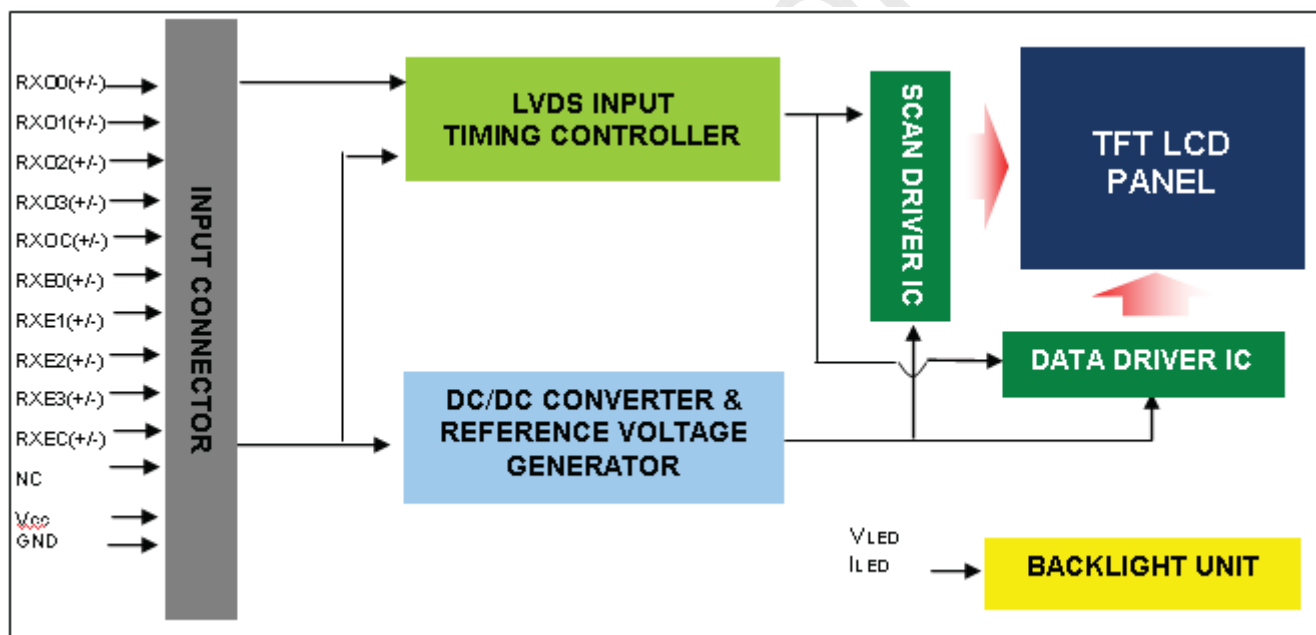 RXO0(+/-)
RXO1(+/-)
RXO2(+/-)
RXO3(+/-)
RXOC(+/-)
RXE0(+/-)
RXE1(+/-)
RXE2(+/-)
RXE3(+/-)
RXEC(+/-)
NC
Vcc
GND
INPUT CONNECTOR
LVDS INPUT
TIMING CONTROLLER
DC/DC CONVERTER &
REFERENCE VOLTAGE
GENERATOR
SCAN DRIVER IC
TFT LCD
PANEL
DATA DRIVER IC
VLED
ILED
BACKLIGHT UNIT